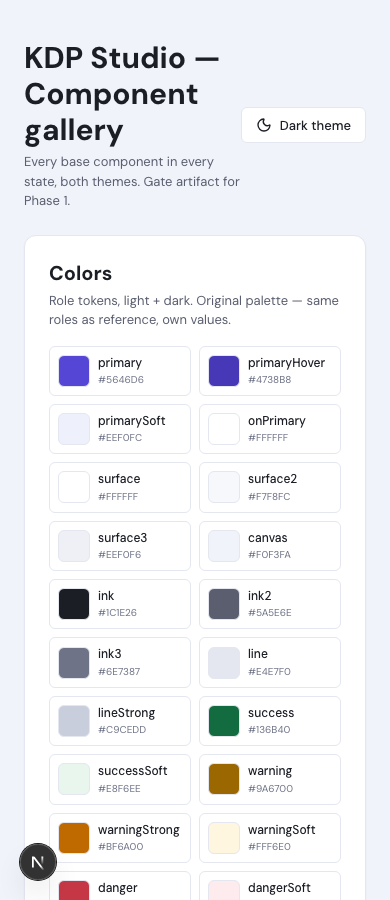 KDP Studio —
Component
gallery
Dark theme
Every base component in every
state, both themes. Gate artifact for
Phase 1.
Colors
Role tokens, light + dark. Original palette — same
roles as reference, own values.
primary
#5646D6
primaryHover
#4738B8
primarySoft
#EEF0FC
onPrimary
#FFFFFF
surface
#FFFFFF
surface2
#F7F8FC
surface3
#EEF0F6
canvas
#F0F3FA
ink
#1C1E26
ink2
#5A5E6E
ink3
#6E7387
line
#E4E7F0
lineStrong
#C9CEDD
success
#136B40
successSoft
#E8F6EE
warning
#9A6700
warningStrong
#BF6A00
warningSoft
#FFF6E0
N
danger
dangerSoft